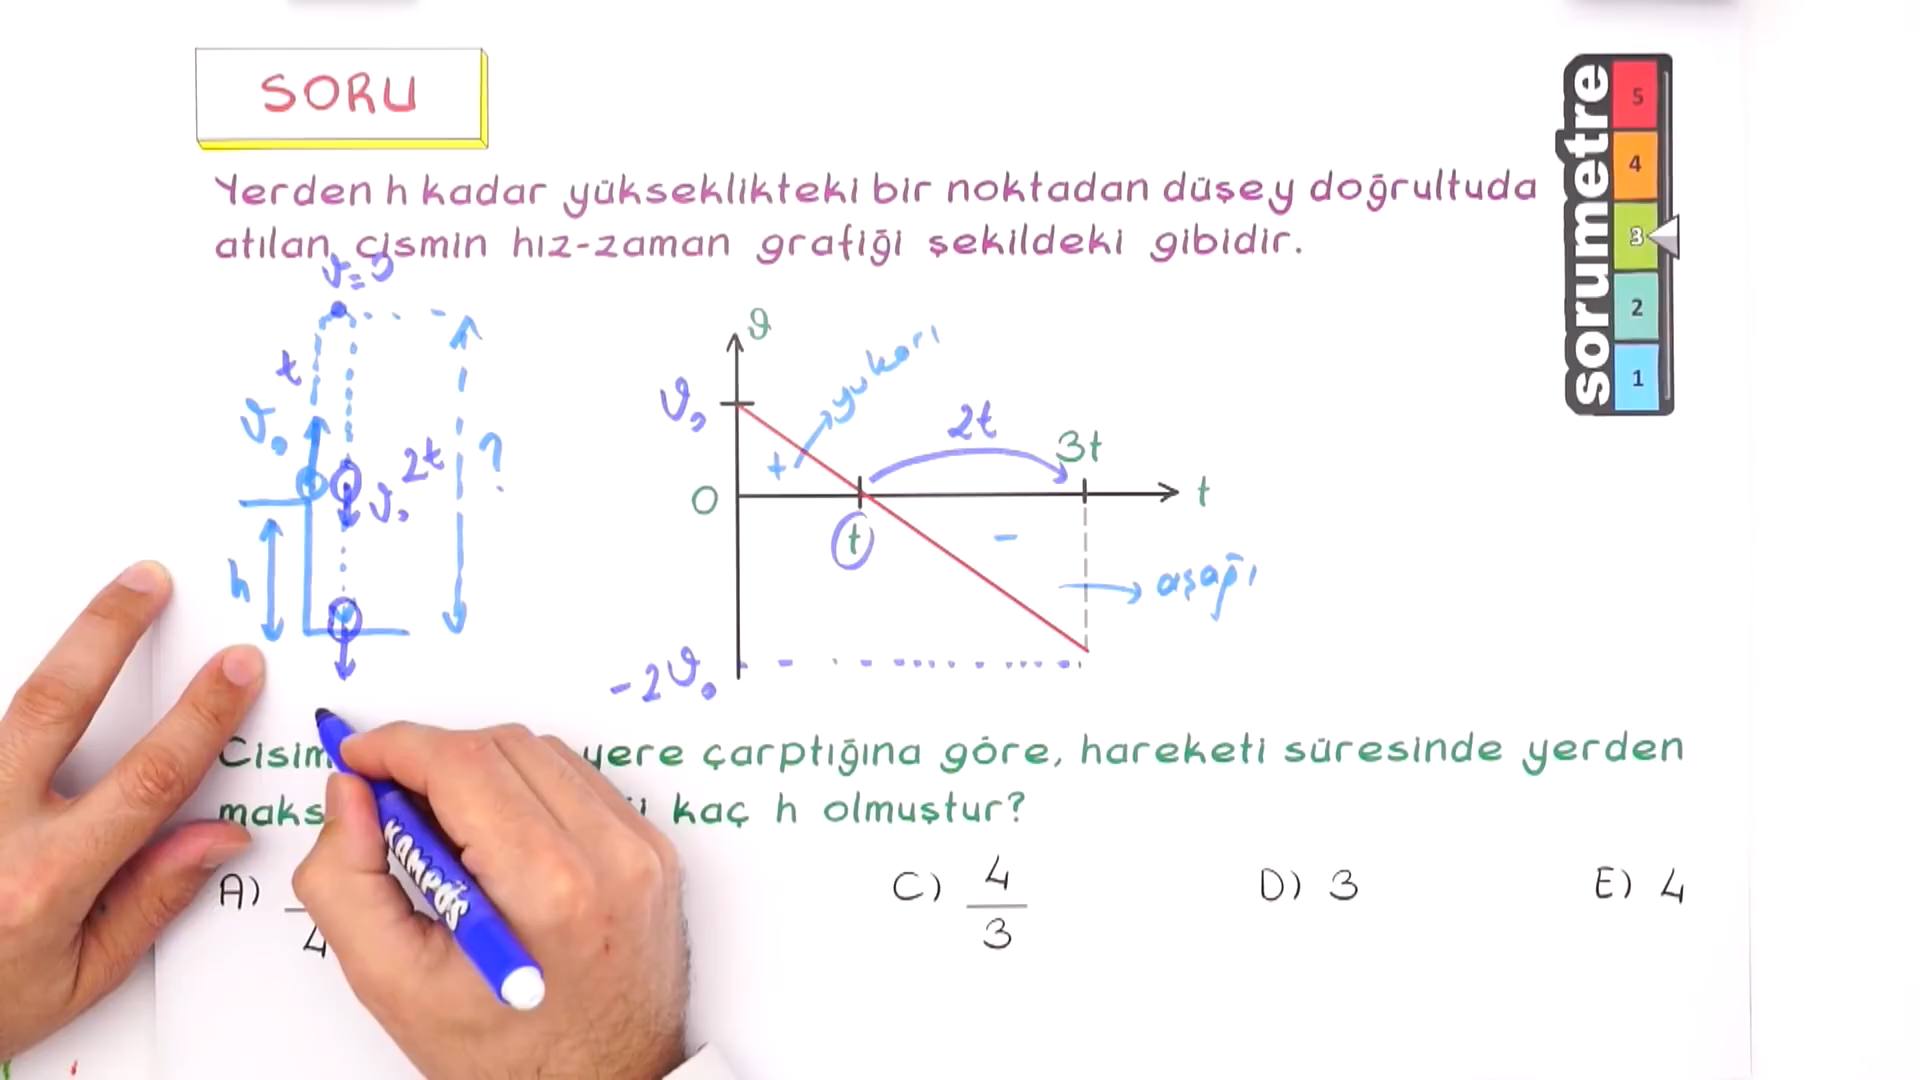 SORU
Yerden h kadar yükseklikteki bir noktadan düşey doğrultuda
atılan cismin hız-zaman grafiği şekildeki gibidir.
sorumetre
5
4
3
2
1
ϑ=0
t
ϑ₀
2t
?
ϑ₀
h
ϑ
yukarı
ϑ₀
+
2t
3t
0
t
t
-
aşağı
-2ϑ₀
Cisim yere çarptığına göre, hareketi süresinde yerden
maks kaç h olmuştur?
A) 4
C) 4/3
D) 3
E) 4
KAMPÜS